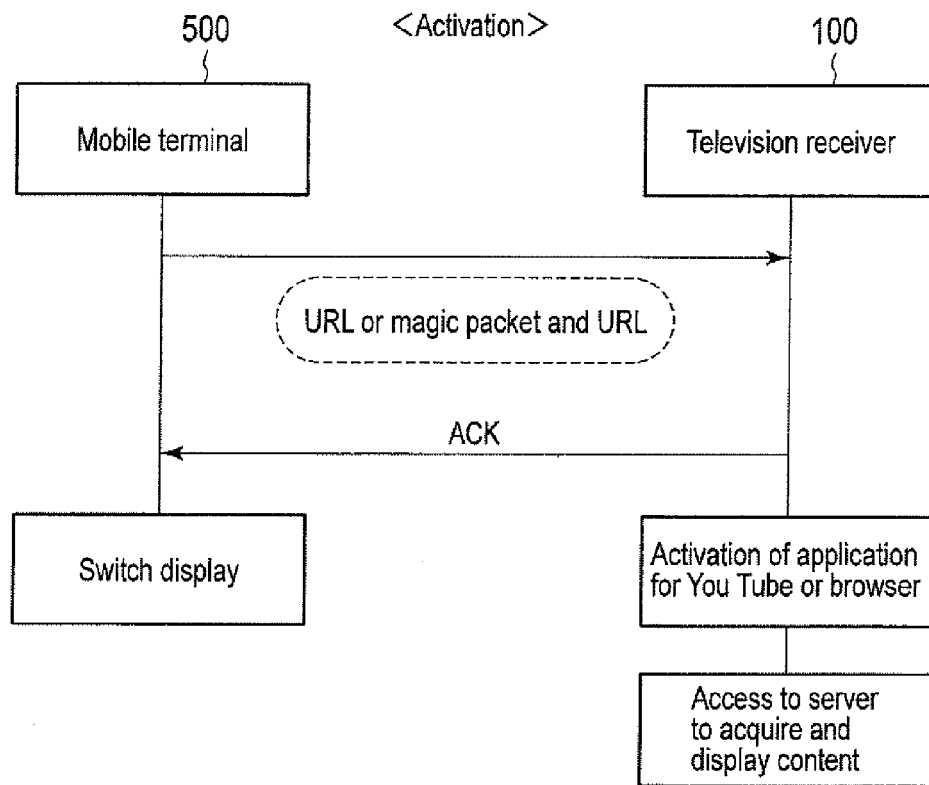 500 <Activation> 100
Mobile terminal
Television receiver
URL or magic packet and URL
ACK
Switch display
Activation of application
for You Tube or browser
Access to server
to acquire and
display content